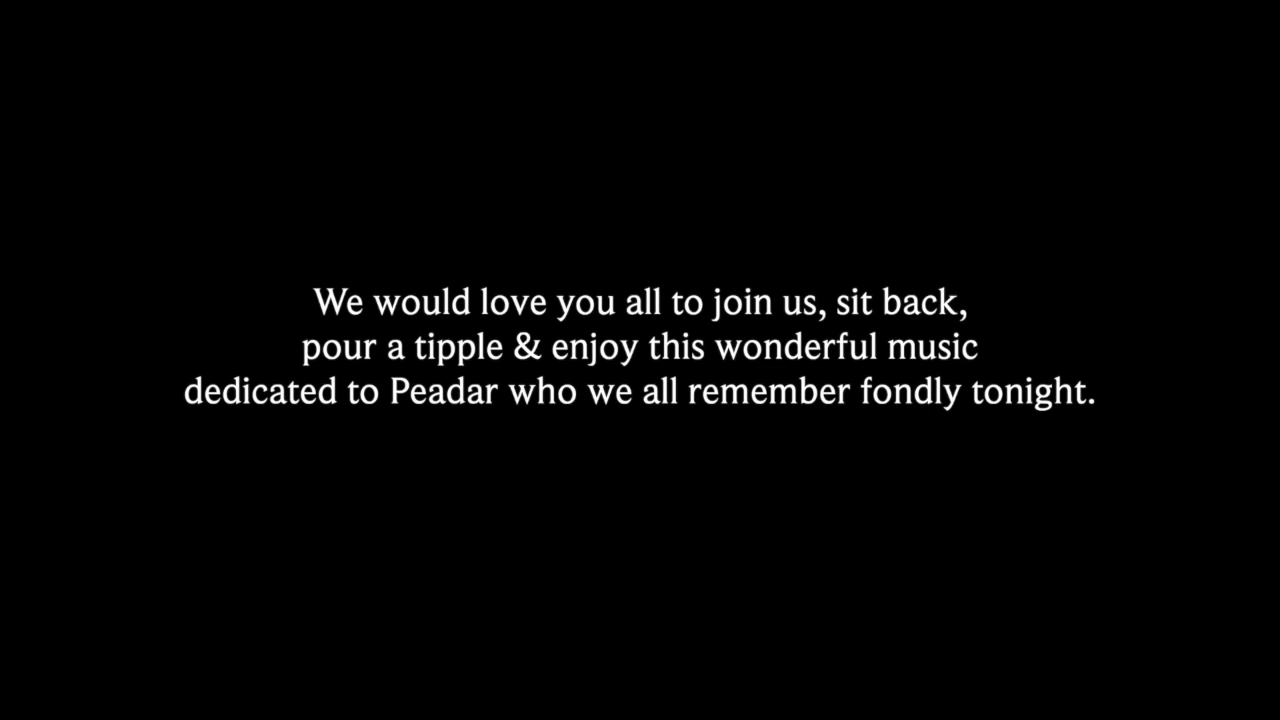 We would love you all to join us, sit back,
pour a tipple & enjoy this wonderful music
dedicated to Peadar who we all remember fondly tonight.